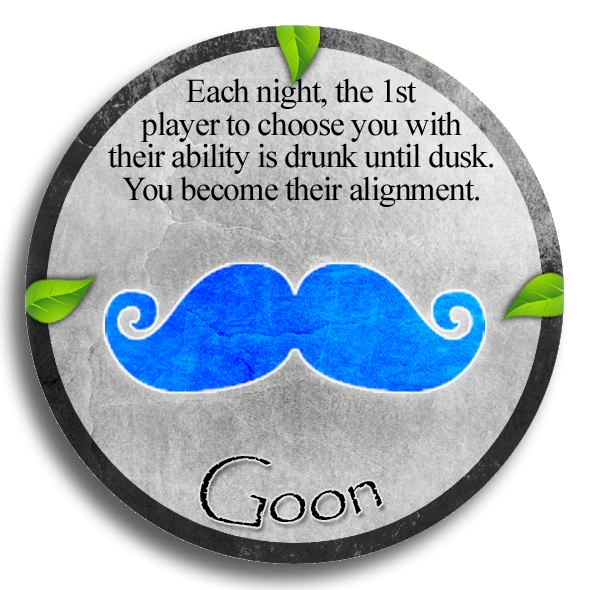 Each night, the 1st
player to choose you with
their ability is drunk until dusk.
You become their alignment.
Goon